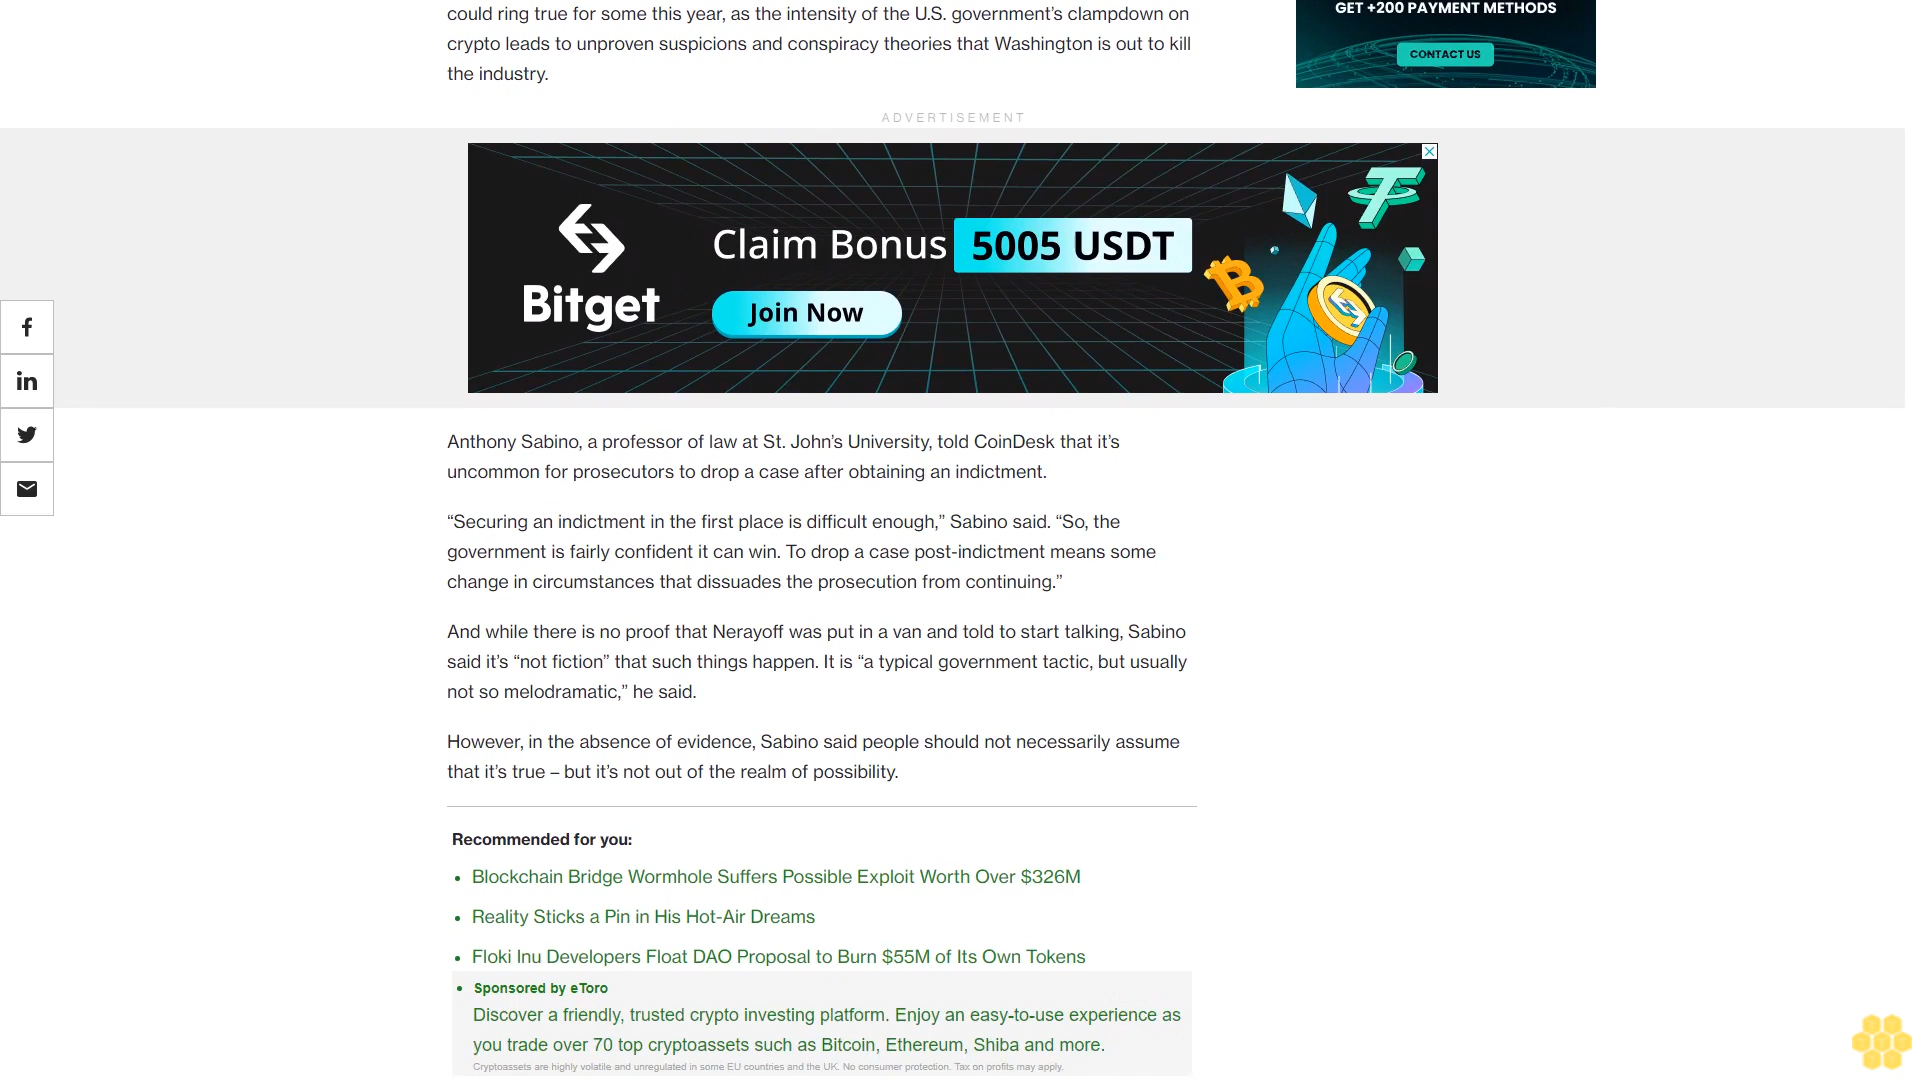 could ring true for some this year, as the intensity of the U.S. government’s clampdown on
crypto leads to unproven suspicions and conspiracy theories that Washington is out to kill
the industry.
GET +200 PAYMENT METHODS
CONTACT US
ADVERTISEMENT
Bitget
Claim Bonus 5005 USDT
Join Now
Anthony Sabino, a professor of law at St. John’s University, told CoinDesk that it’s
uncommon for prosecutors to drop a case after obtaining an indictment.
“Securing an indictment in the first place is difficult enough,” Sabino said. “So, the
government is fairly confident it can win. To drop a case post-indictment means some
change in circumstances that dissuades the prosecution from continuing.”
And while there is no proof that Nerayoff was put in a van and told to start talking, Sabino
said it’s “not fiction” that such things happen. It is “a typical government tactic, but usually
not so melodramatic,” he said.
However, in the absence of evidence, Sabino said people should not necessarily assume
that it’s true – but it’s not out of the realm of possibility.
Recommended for you:
• Blockchain Bridge Wormhole Suffers Possible Exploit Worth Over $326M
• Reality Sticks a Pin in His Hot-Air Dreams
• Floki Inu Developers Float DAO Proposal to Burn $55M of Its Own Tokens
• Sponsored by eToro
Discover a friendly, trusted crypto investing platform. Enjoy an easy-to-use experience as
you trade over 70 top cryptoassets such as Bitcoin, Ethereum, Shiba and more.
Cryptoassets are highly volatile and unregulated in some EU countries and the UK. No consumer protection. Tax on profits may apply.